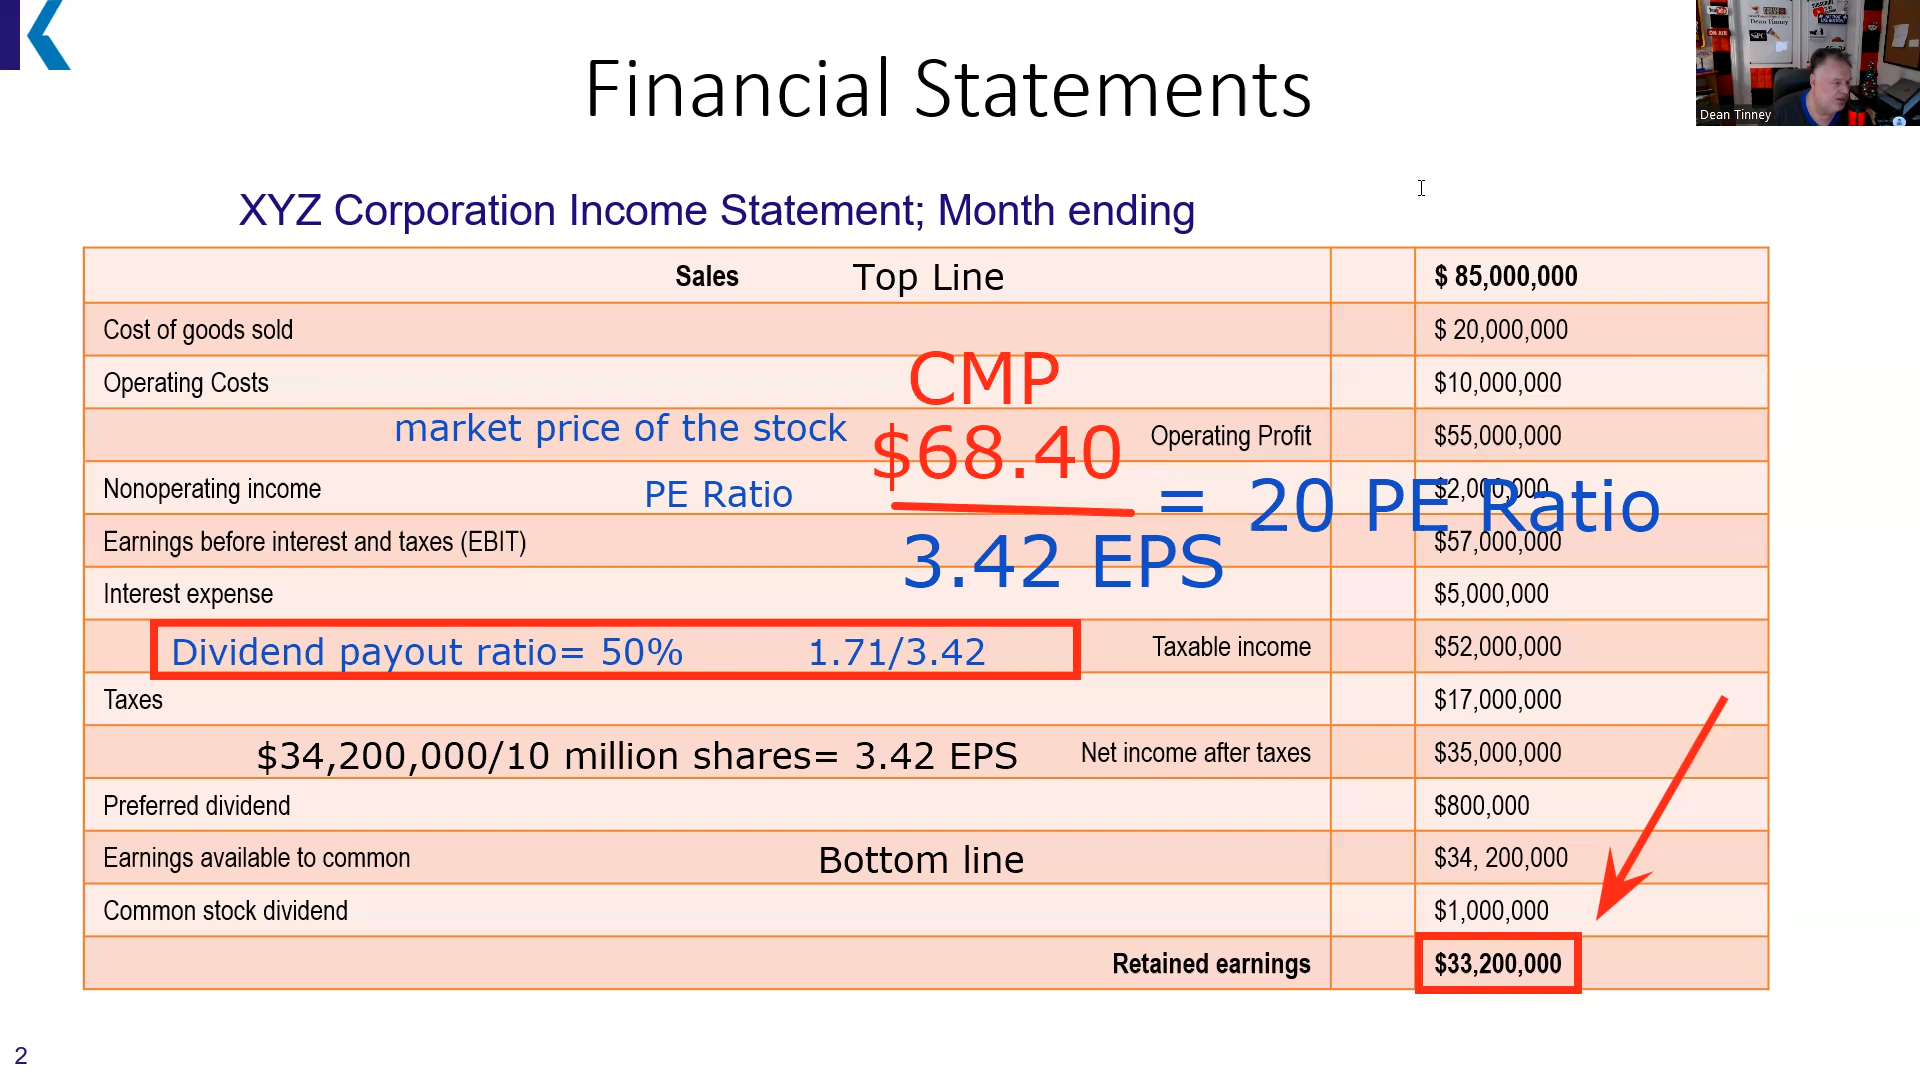 Financial Statements
Dean Tinney
XYZ Corporation Income Statement; Month ending
Sales Top Line $ 85,000,000
Cost of goods sold $ 20,000,000
CMP
Operating Costs $10,000,000
market price of the stock $68.40 Operating Profit $55,000,000
Nonoperating income PE Ratio = 20 PE Ratio $2,000,000
Earnings before interest and taxes (EBIT) 3.42 EPS $57,000,000
Interest expense $5,000,000
Dividend payout ratio= 50% 1.71/3.42 Taxable income $52,000,000
Taxes $17,000,000
$34,200,000/10 million shares= 3.42 EPS Net income after taxes $35,000,000
Preferred dividend $800,000
Earnings available to common Bottom line $34, 200,000
Common stock dividend $1,000,000
Retained earnings $33,200,000
2